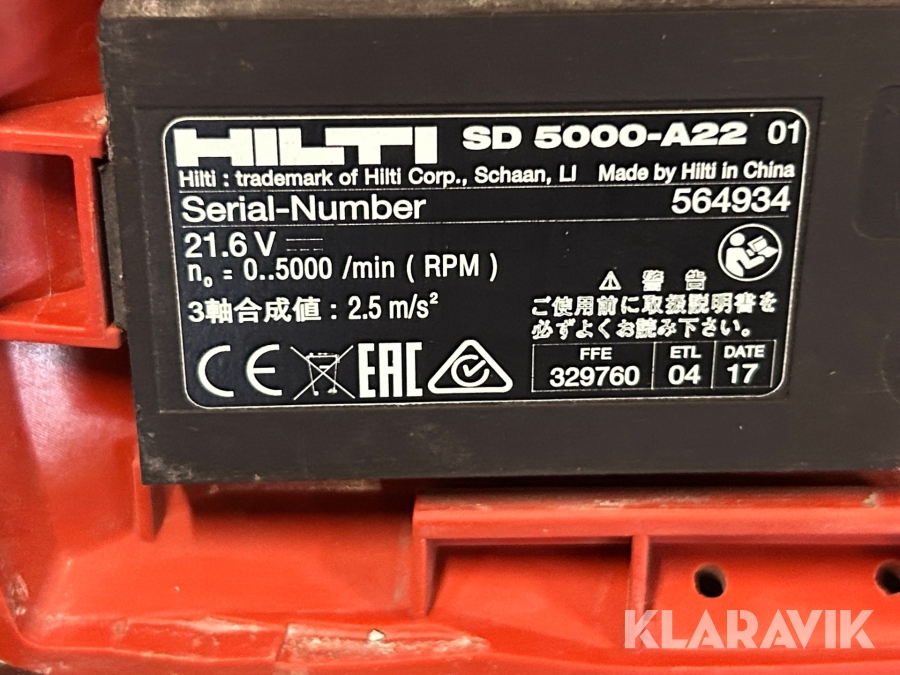 HILTI SD 5000-A22 01
Hilti : trademark of Hilti Corp., Schaan, LI Made by Hilti in China
Serial-Number 564934
21.6 V
n₀ = 0..5000 /min ( RPM )
3軸合成値 : 2.5 m/s²
⚠ 警 告
ご使用前に取扱説明書を
必ずよくお読み下さい。
CE EAC
FFE ETL DATE
329760 04 17
KLARAVIK